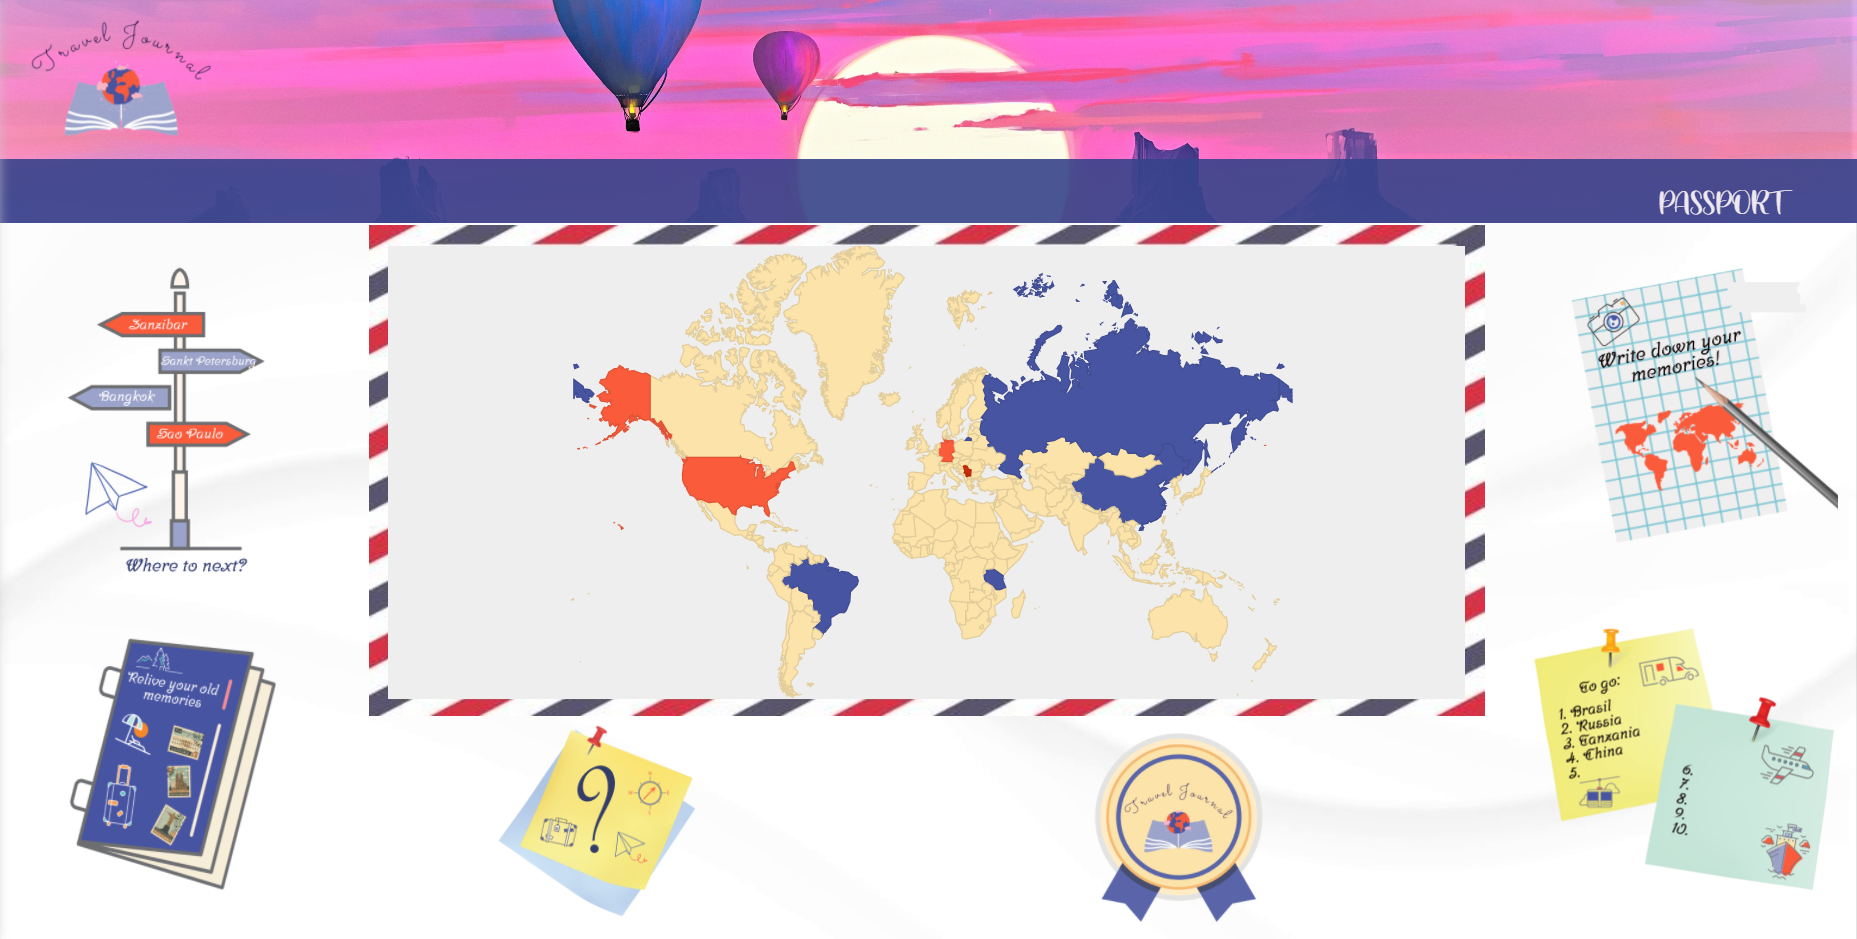 Travel Journal
PASSPORT
Zanzibar
Sankt Petersburg
Bangkok
Sao Paulo
Where to next?
Write down your
memories!
Relive your old
memories
?
Travel Journal
To go:
1. Brasil
2. Russia
3. Tanzania
4. China
5.
6.
7.
8.
9.
10.